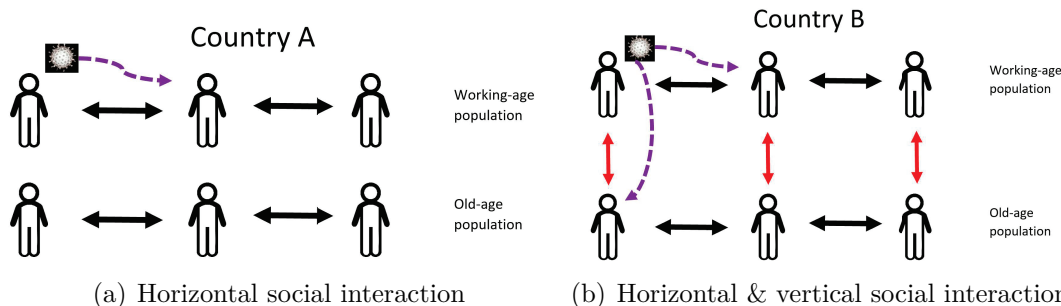 Country A
Working-age
population
Old-age
population
(a) Horizontal social interaction
Country B
Working-age
population
Old-age
population
(b) Horizontal & vertical social interaction